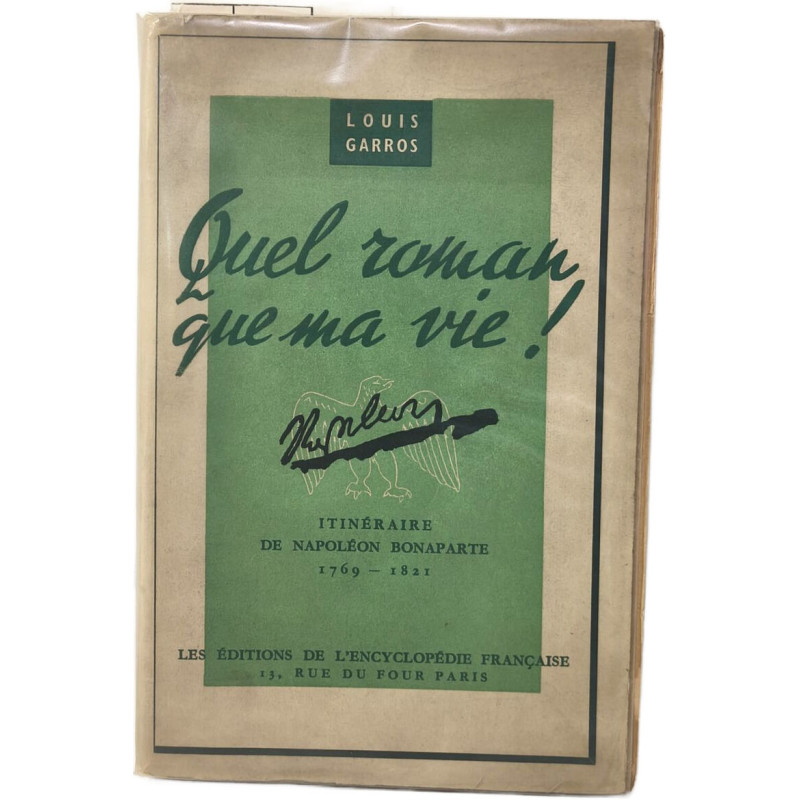 LOUIS
GARROS
Quel roman
que ma vie!
Napoleon
ITINÉRAIRE
DE NAPOLÉON BONAPARTE
1769 – 1821
LES ÉDITIONS DE L'ENCYCLOPÉDIE FRANÇAISE
13, RUE DU FOUR PARIS